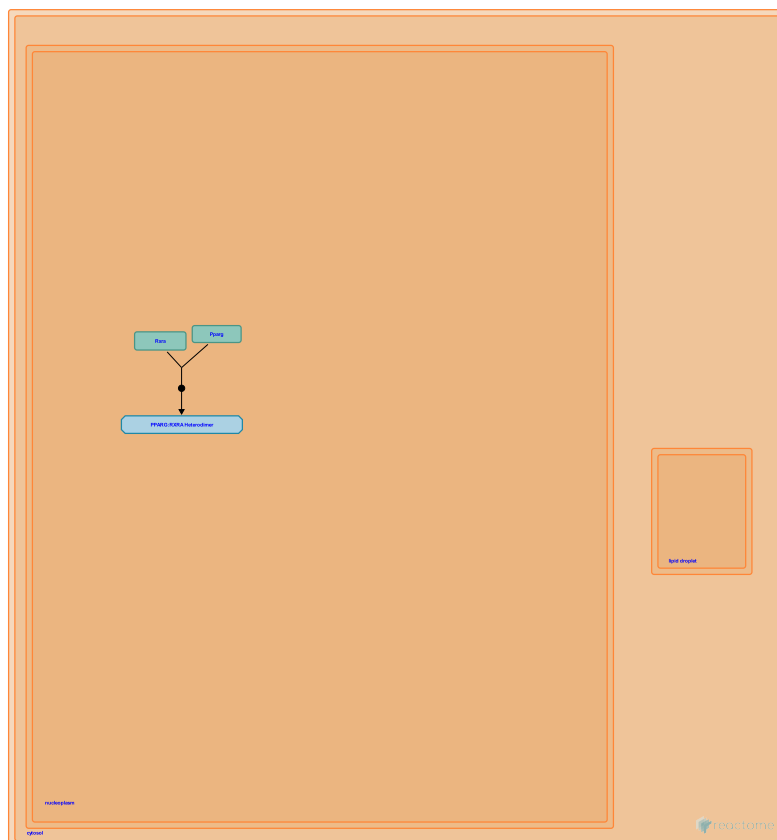 Rxra
Pparg
PPARG:RXRA Heterodimer
lipid droplet
nucleoplasm
cytosol
reactome